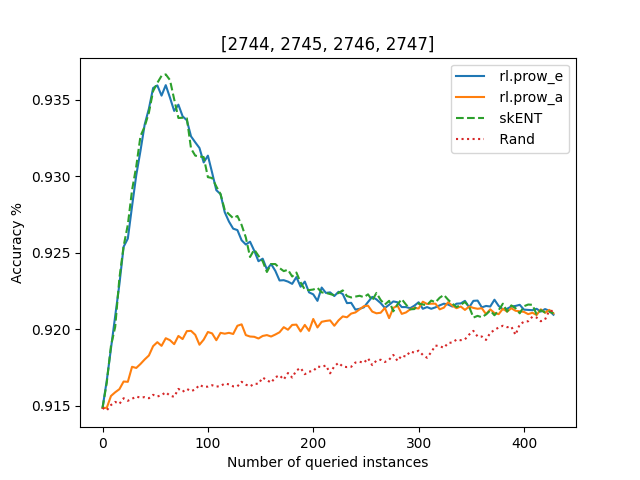 [2744, 2745, 2746, 2747]
rl.prow_e
rl.prow_a
skENT
Rand
Accuracy %
0.935
0.930
0.925
0.920
0.915
0 100 200 300 400
Number of queried instances